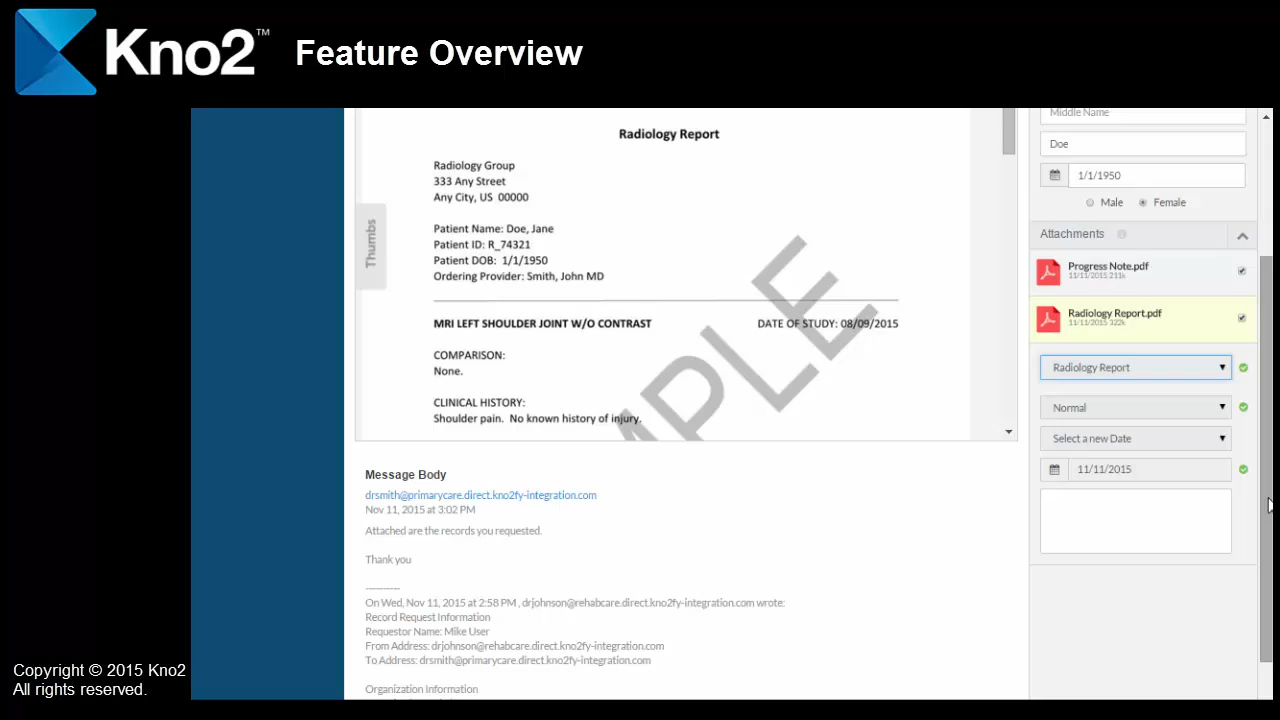 Kno2™
Feature Overview
Radiology Report
Radiology Group
333 Any Street
Any City, US 00000
Patient Name: Doe, Jane
Patient ID: R_74321
Patient DOB: 1/1/1950
Ordering Provider: Smith, John MD
MRI LEFT SHOULDER JOINT W/O CONTRAST
DATE OF STUDY: 08/09/2015
COMPARISON:
None.
CLINICAL HISTORY:
Shoulder pain. No known history of injury.
MPLE
Thumbs
Message Body
drsmith@primarycare.direct.kno2fy-integration.com
Nov 11, 2015 at 3:02 PM
Attached are the records you requested.
Thank you
----------
On Wed, Nov 11, 2015 at 2:58 PM , drjohnson@rehabcare.direct.kno2fy-integration.com wrote:
Record Request Information
Requestor Name: Mike User
From Address: drjohnson@rehabcare.direct.kno2fy-integration.com
To Address: drsmith@primarycare.direct.kno2fy-integration.com
Organization Information
Middle Name
Doe
1/1/1950
Male
Female
Attachments
Progress Note.pdf
11/11/2015 211k
Radiology Report.pdf
11/11/2015 322k
Radiology Report
Normal
Select a new Date
11/11/2015
Copyright © 2015 Kno2
All rights reserved.